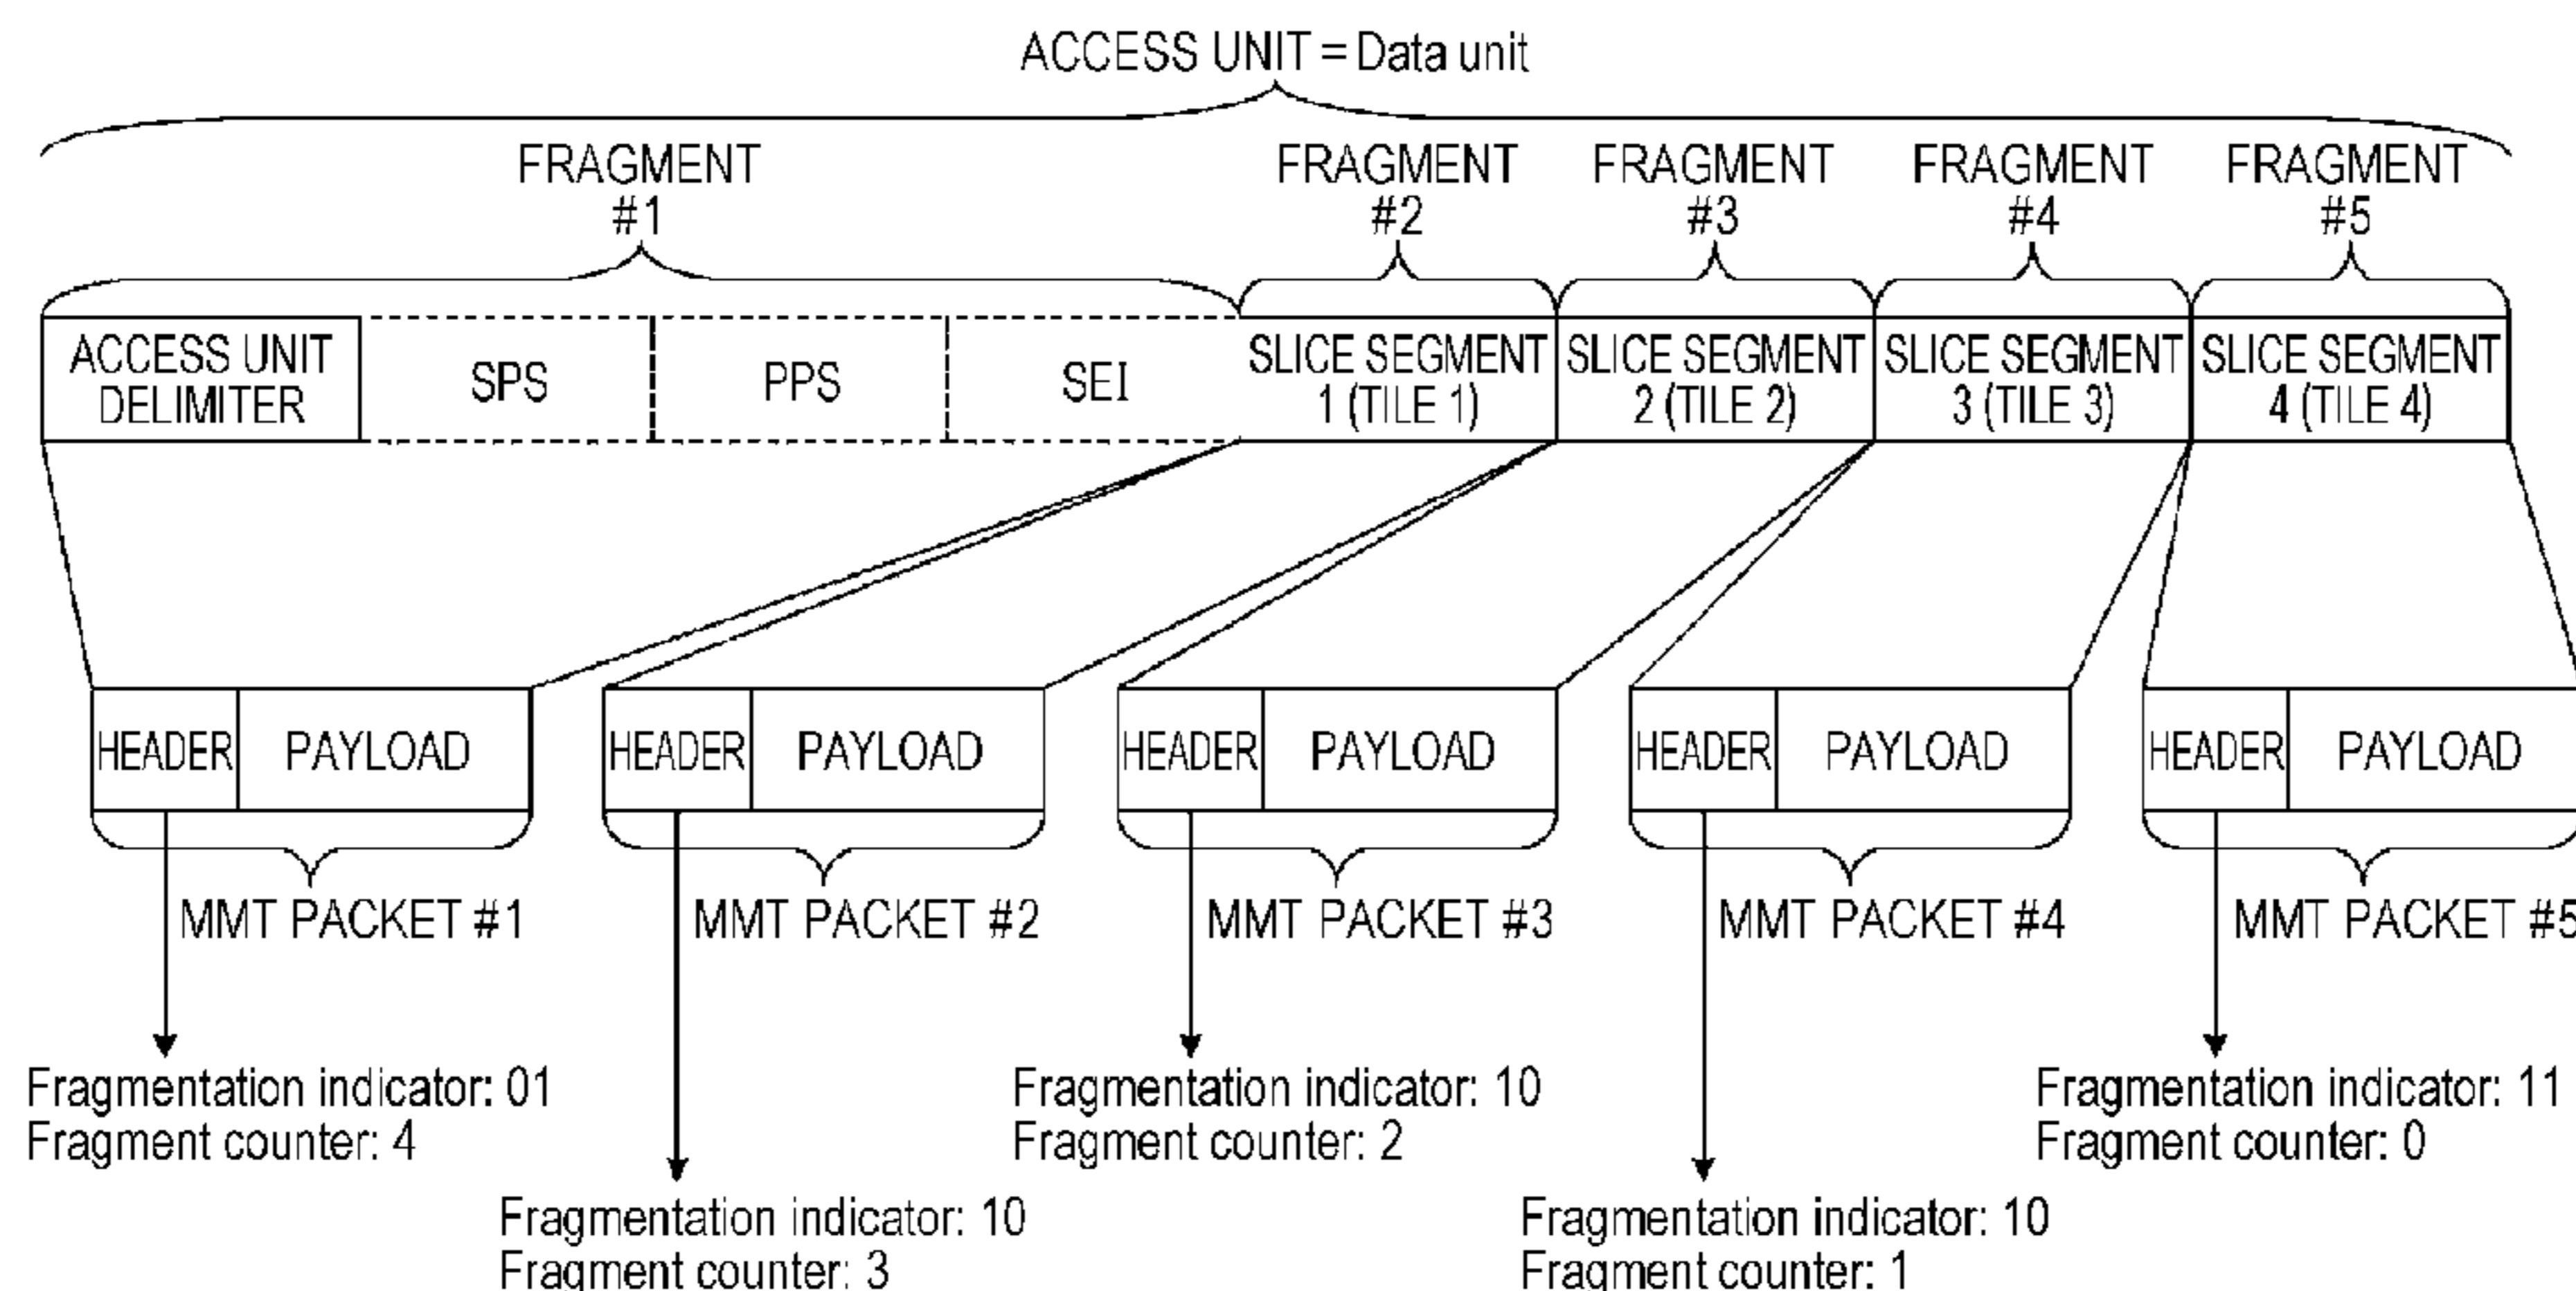 ACCESS UNIT = Data unit
FRAGMENT
#1
FRAGMENT
#2
FRAGMENT
#3
FRAGMENT
#4
FRAGMENT
#5
ACCESS UNIT
DELIMITER
SPS
PPS
SEI
SLICE SEGMENT
1 (TILE 1)
SLICE SEGMENT
2 (TILE 2)
SLICE SEGMENT
3 (TILE 3)
SLICE SEGMENT
4 (TILE 4)
HEADER
PAYLOAD
HEADER
PAYLOAD
HEADER
PAYLOAD
HEADER
PAYLOAD
HEADER
PAYLOAD
MMT PACKET #1
MMT PACKET #2
MMT PACKET #3
MMT PACKET #4
MMT PACKET #5
Fragmentation indicator: 01
Fragment counter: 4
Fragmentation indicator: 10
Fragment counter: 3
Fragmentation indicator: 10
Fragment counter: 2
Fragmentation indicator: 10
Fragment counter: 1
Fragmentation indicator: 11
Fragment counter: 0